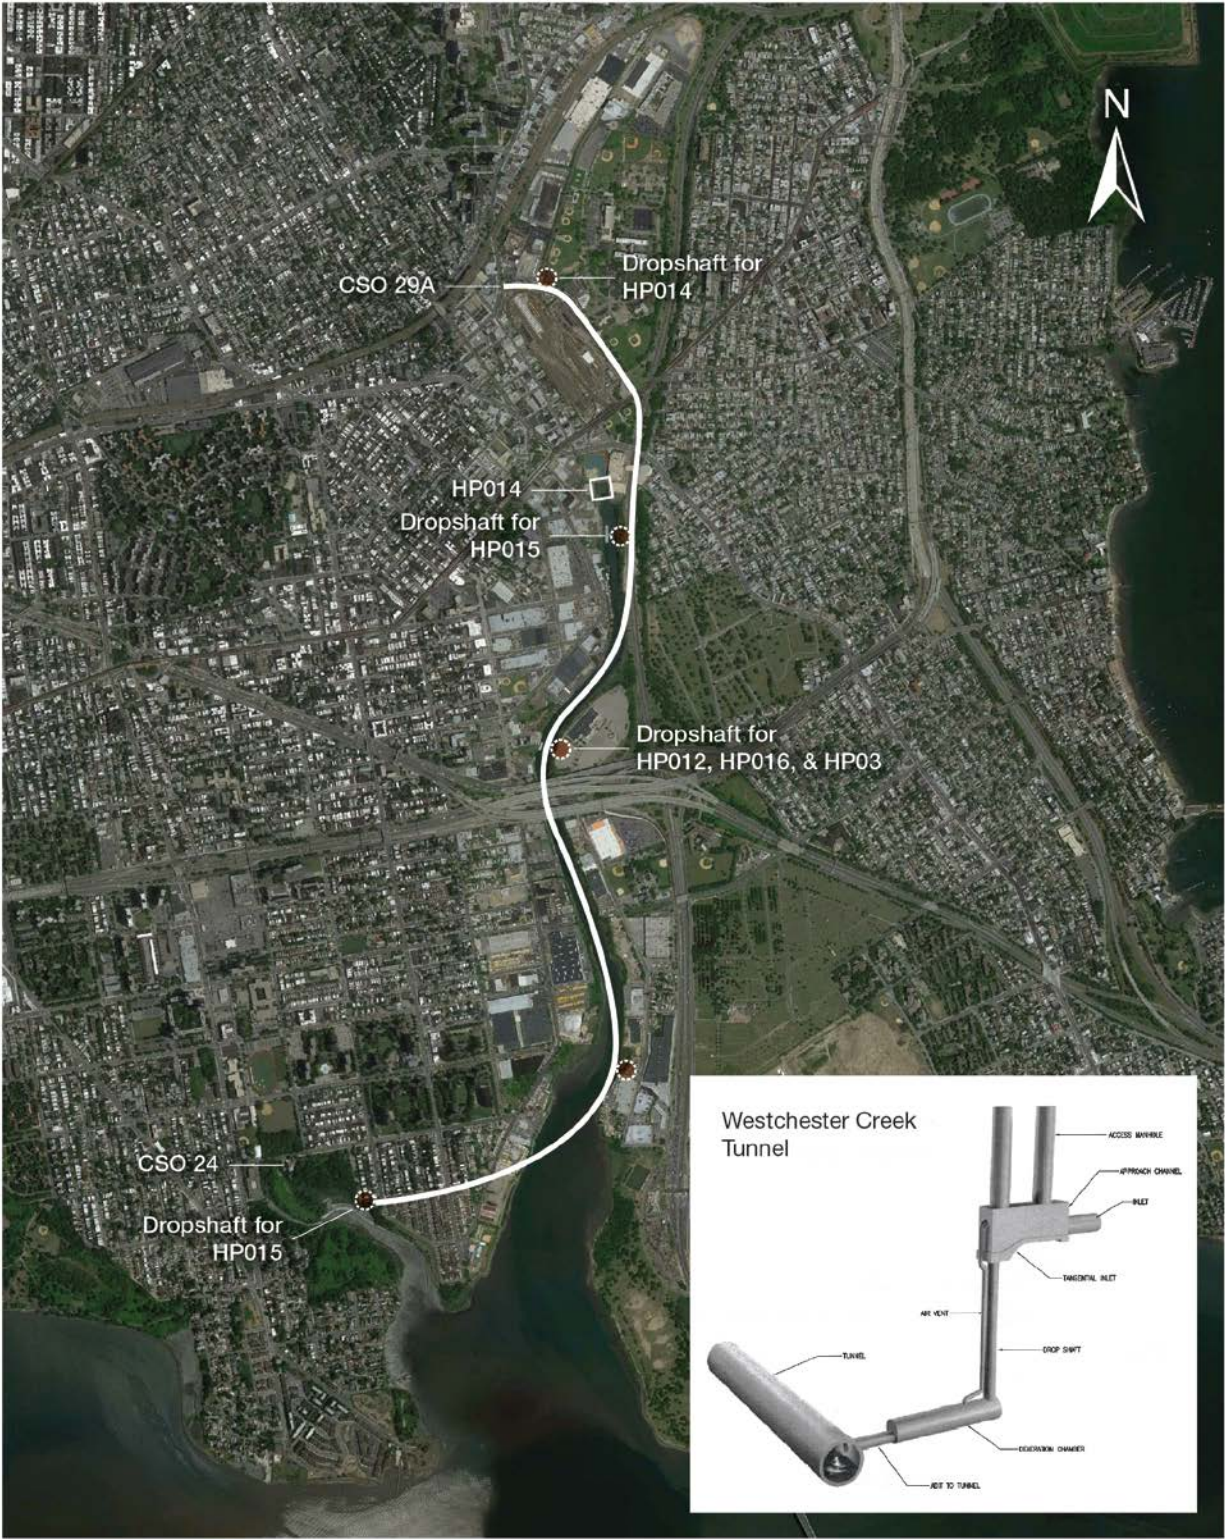 N
CSO 29A
Dropshaft for
HP014
HP014
Dropshaft for
HP015
Dropshaft for
HP012, HP016, & HP03
CSO 24
Dropshaft for
HP015
Westchester Creek
Tunnel
ACCESS MANHOLE
APPROACH CHANNEL
INLET
TANGENTIAL INLET
AIR VENT
DROP SHAFT
TUNNEL
DEAERATION CHAMBER
ADIT TO TUNNEL